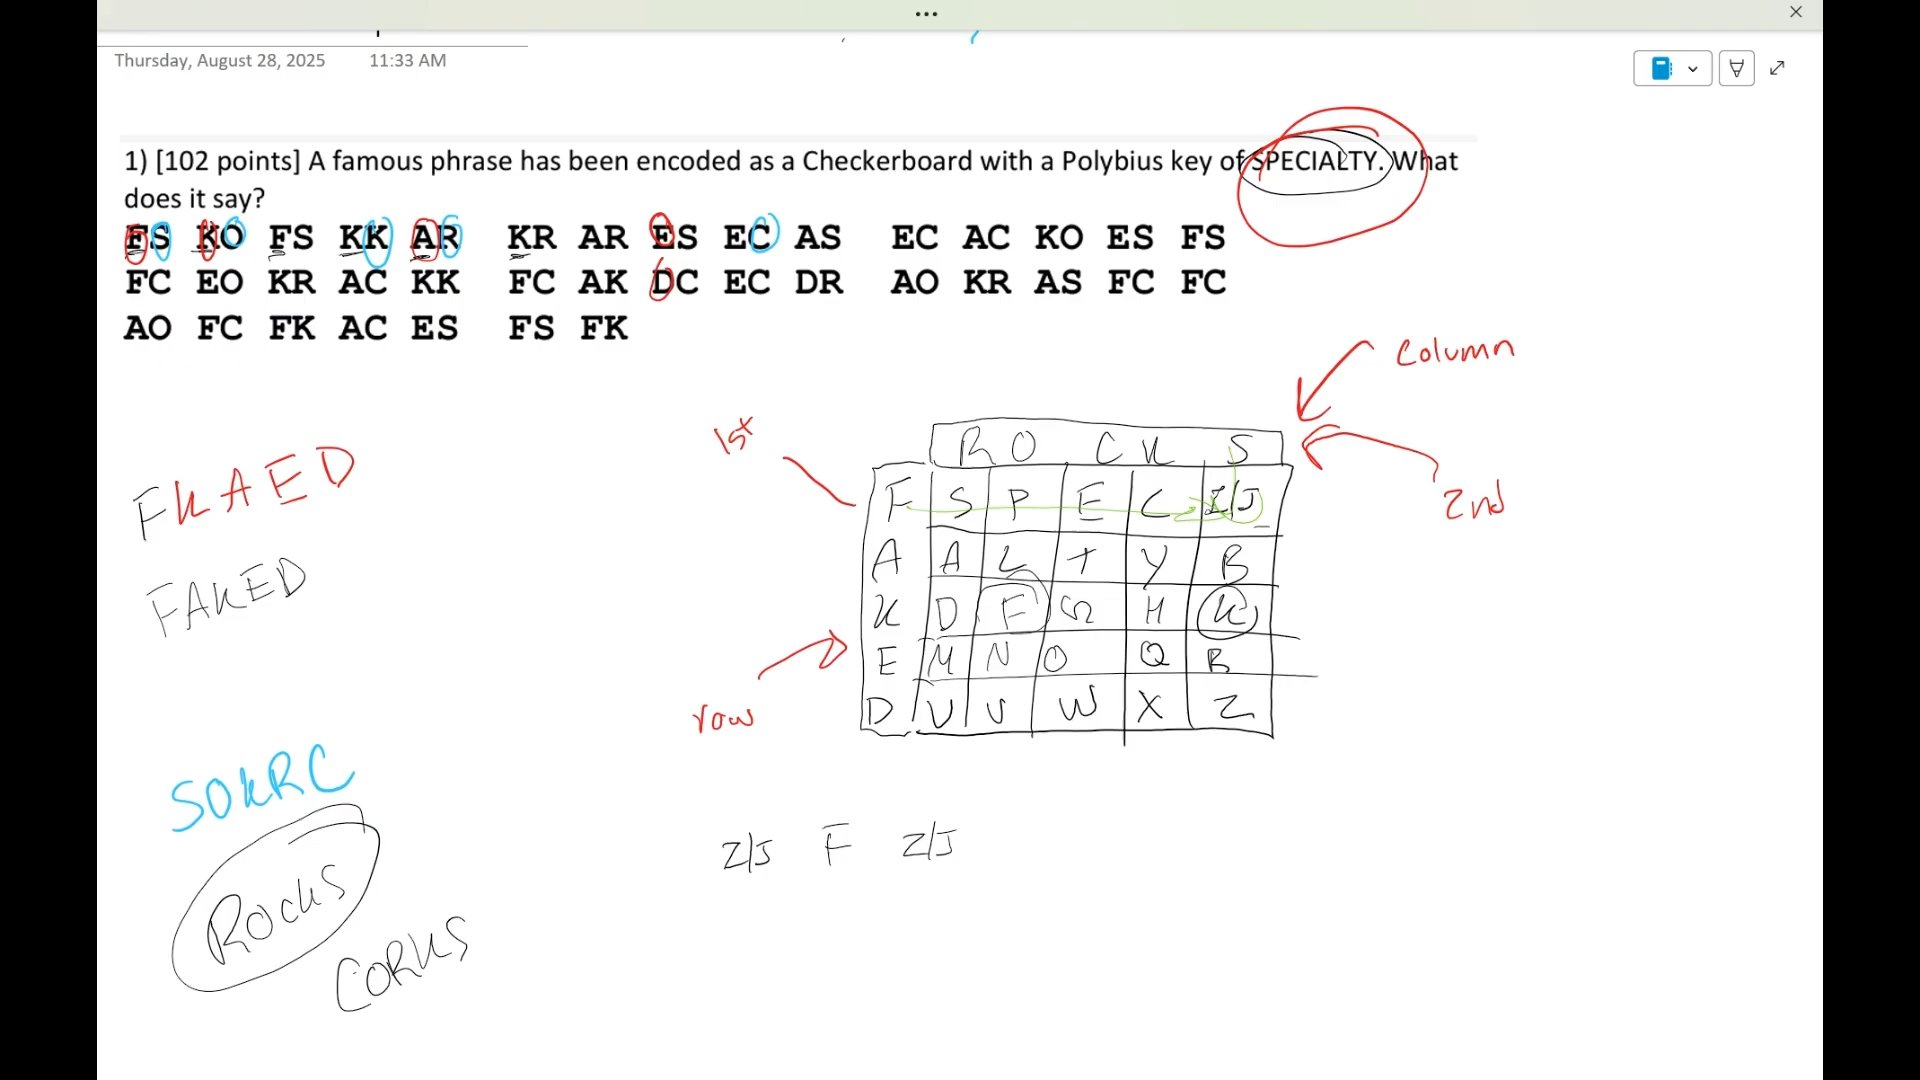 Thursday, August 28, 2025 11:33 AM
1) [102 points] A famous phrase has been encoded as a Checkerboard with a Polybius key of SPECIALTY. What
does it say?
FS KO FS KK AR KR AR ES EC AS EC AC KO ES FS
FC EO KR AC KK FC AK DC EC DR AO KR AS FC FC
AO FC FK AC ES FS FK
Column
1st
R O C K S
F S P E C I/J
2nd
FKAED
A A L T Y B
FAKED
K D F G H K
E M N O Q R
row
D U V W X Z
SOKRC
I/J F I/J
ROCKS
CORKS